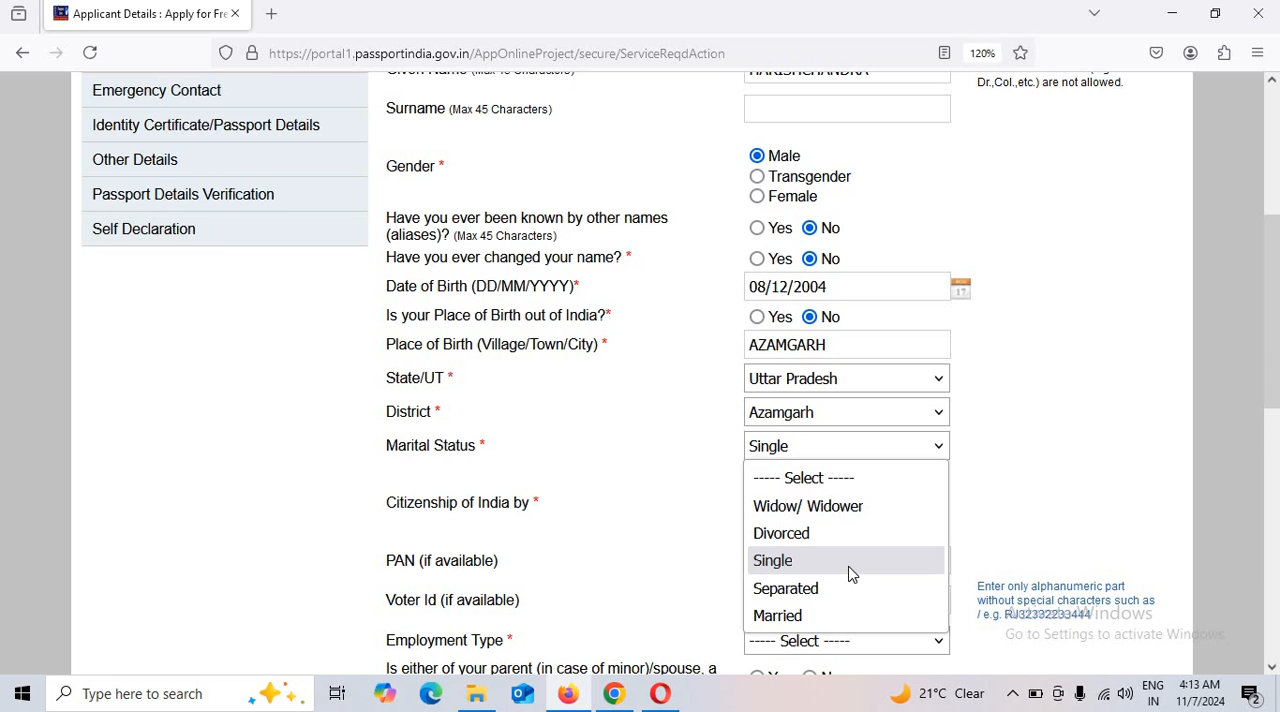 Applicant Details : Apply for Fre
https://portal1.passportindia.gov.in/AppOnlineProject/secure/ServiceReqdAction
120%
Emergency Contact
Identity Certificate/Passport Details
Other Details
Passport Details Verification
Self Declaration
HARISHCHANDRA
Dr.,Col.,etc.) are not allowed.
Surname (Max 45 Characters)
Gender *
Male
Transgender
Female
Have you ever been known by other names
(aliases)? (Max 45 Characters)
Yes No
Have you ever changed your name? *
Yes No
Date of Birth (DD/MM/YYYY)*
08/12/2004
Is your Place of Birth out of India?*
Yes No
Place of Birth (Village/Town/City) *
AZAMGARH
State/UT *
Uttar Pradesh
District *
Azamgarh
Marital Status *
Single
----- Select -----
Widow/ Widower
Divorced
Single
Separated
Married
Citizenship of India by *
PAN (if available)
Voter Id (if available)
Enter only alphanumeric part
without special characters such as
/ e.g. RJ32332233444
Activate Windows
Go to Settings to activate Windows.
Employment Type *
----- Select -----
Is either of your parent (in case of minor)/spouse, a
Type here to search
21°C Clear
ENG
IN
4:13 AM
11/7/2024
2